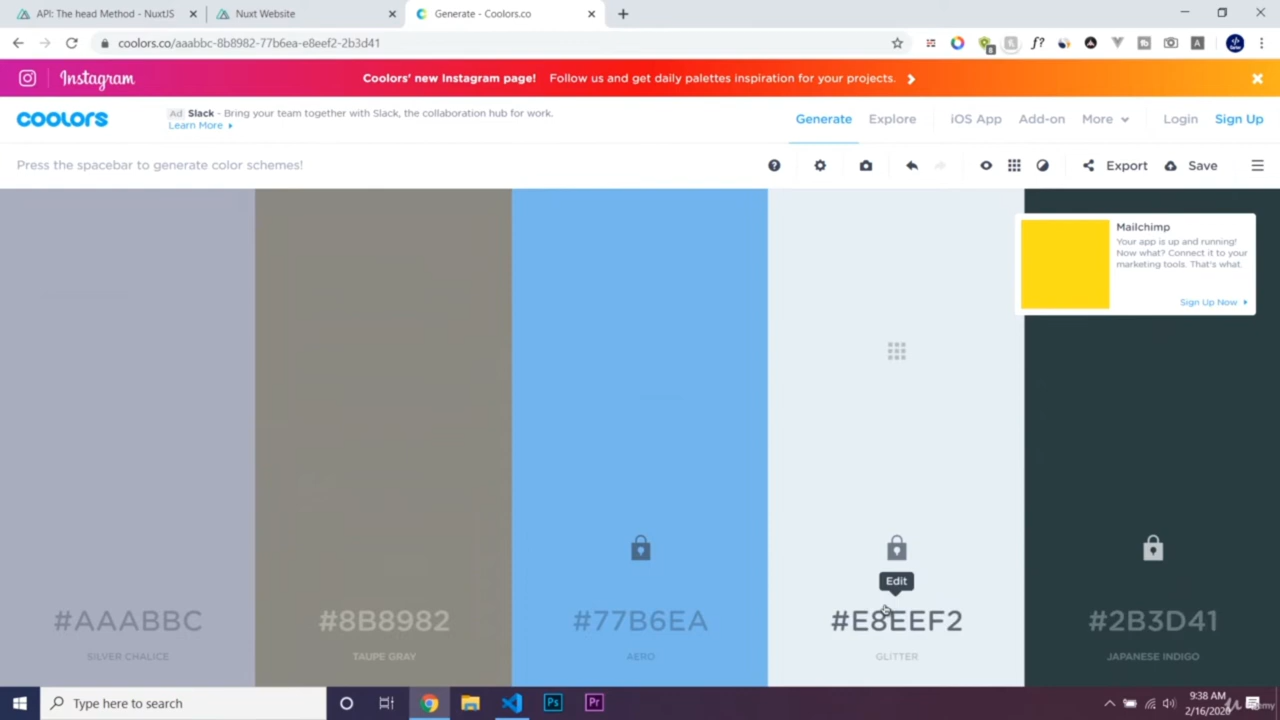 API: The head Method - NuxtJS
Nuxt Website
Generate - Coolors.co
coolors.co/aaabbc-8b8982-77b6ea-e8eef2-2b3d41
f?
A
Instagram
Coolors' new Instagram page! Follow us and get daily palettes inspiration for your projects.
coolors
Ad Slack - Bring your team together with Slack, the collaboration hub for work.
Learn More
Generate
Explore
iOS App
Add-on
More
Login
Sign Up
Press the spacebar to generate color schemes!
Export
Save
Mailchimp
Your app is up and running!
Now what? Connect it to your
marketing tools. That's what.
Sign Up Now
Edit
#AAABBC
#8B8982
#77B6EA
#E8EEF2
#2B3D41
SILVER CHALICE
TAUPE GRAY
AERO
GLITTER
JAPANESE INDIGO
Type here to search
Ps
Pr
9:38 AM
2/16/2020